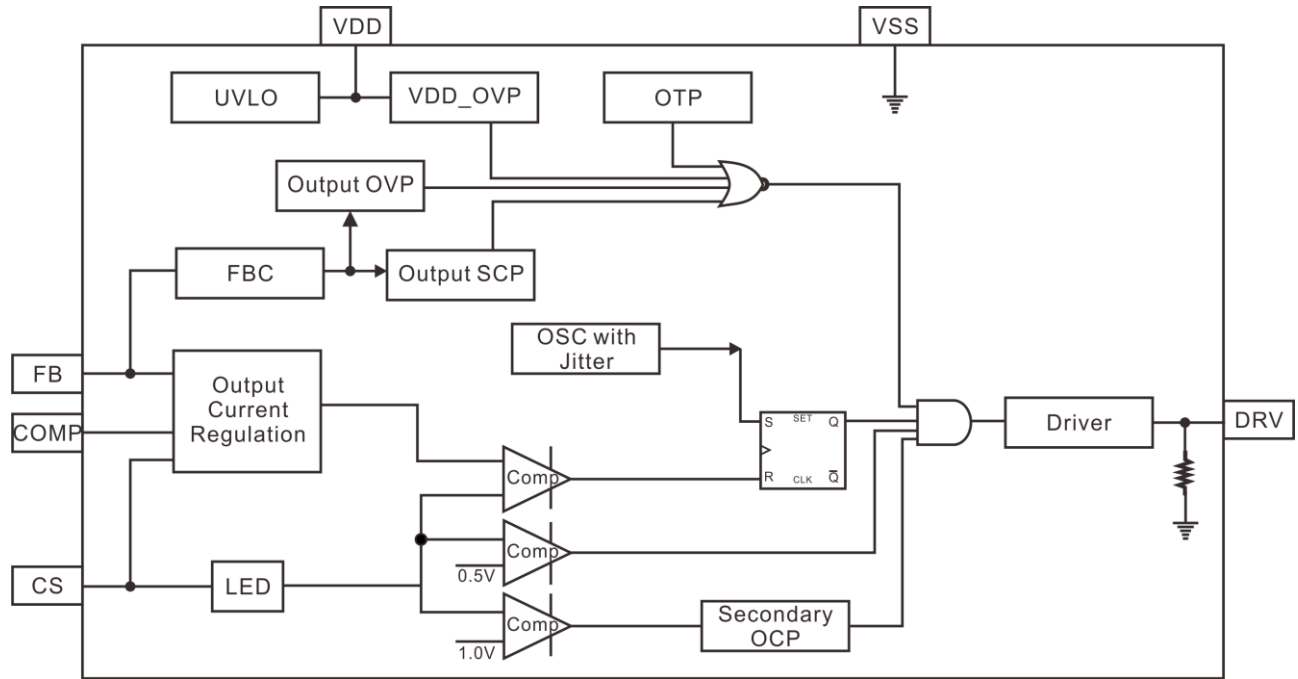 VDD
VSS
UVLO
VDD_OVP
OTP
Output OVP
FBC
Output SCP
OSC with
Jitter
FB
COMP
CS
Output
Current
Regulation
LED
Comp
Comp
0.5V
Comp
1.0V
S SET Q
R CLK Q̅
Secondary
OCP
Driver
DRV